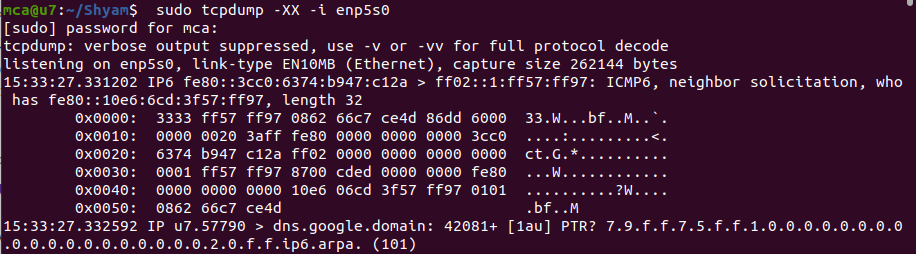 mca@u7:~/Shyam$ sudo tcpdump -XX -i enp5s0
[sudo] password for mca:
tcpdump: verbose output suppressed, use -v or -vv for full protocol decode
listening on enp5s0, link-type EN10MB (Ethernet), capture size 262144 bytes
15:33:27.331202 IP6 fe80::3cc0:6374:b947:c12a > ff02::1:ff57:ff97: ICMP6, neighbor solicitation, who
has fe80::10e6:6cd:3f57:ff97, length 32
0x0000: 3333 ff57 ff97 0862 66c7 ce4d 86dd 6000 33.W...bf..M..`.
0x0010: 0000 0020 3aff fe80 0000 0000 0000 3cc0 ....:.........<.
0x0020: 6374 b947 c12a ff02 0000 0000 0000 0000 ct.G.*..........
0x0030: 0001 ff57 ff97 8700 cded 0000 0000 fe80 ...W............
0x0040: 0000 0000 0000 10e6 06cd 3f57 ff97 0101 ..........?W....
0x0050: 0862 66c7 ce4d .bf..M
15:33:27.332592 IP u7.57790 > dns.google.domain: 42081+ [1au] PTR? 7.9.f.f.7.5.f.f.1.0.0.0.0.0.0.0.0
.0.0.0.0.0.0.0.0.0.0.0.2.0.f.f.ip6.arpa. (101)